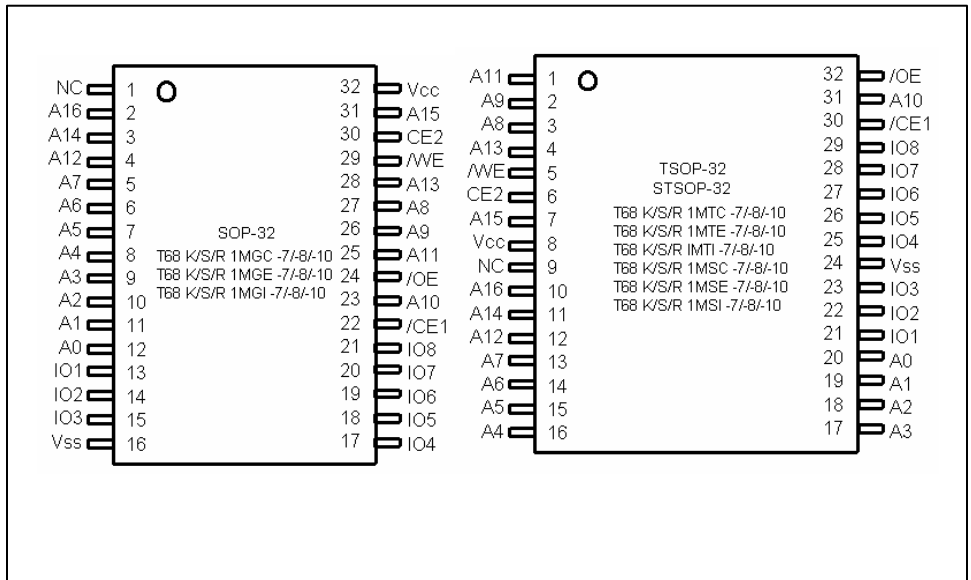 NC 1 32 Vcc
A16 2 31 A15
A14 3 30 CE2
A12 4 29 /WE
A7 5 28 A13
A6 6 27 A8
A5 7 SOP-32 26 A9
A4 8 T68 K/S/R 1MGC -7/-8/-10 25 A11
A3 9 T68 K/S/R 1MGE -7/-8/-10 24 /OE
A2 10 T68 K/S/R 1MGI -7/-8/-10 23 A10
A1 11 22 /CE1
A0 12 21 IO8
IO1 13 20 IO7
IO2 14 19 IO6
IO3 15 18 IO5
Vss 16 17 IO4
A11 1 32 /OE
A9 2 31 A10
A8 3 30 /CE1
A13 4 29 IO8
/WE 5 TSOP-32 28 IO7
CE2 6 STSOP-32 27 IO6
A15 7 T68 K/S/R 1MTC -7/-8/-10 26 IO5
Vcc 8 T68 K/S/R 1MTE -7/-8/-10 25 IO4
NC 9 T68 K/S/R IMTI -7/-8/-10 24 Vss
A16 10 T68 K/S/R 1MSC -7/-8/-10 23 IO3
A14 11 T68 K/S/R 1MSE -7/-8/-10 22 IO2
A12 12 T68 K/S/R 1MSI -7/-8/-10 21 IO1
A7 13 20 A0
A6 14 19 A1
A5 15 18 A2
A4 16 17 A3